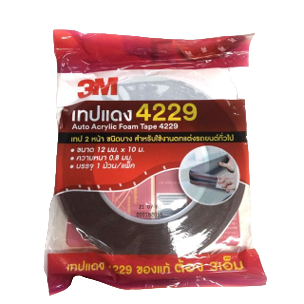 3M
เทปแดง 4229
Auto Acrylic Foam Tape 4229
เทป 2 หน้า ชนิดบาง สำหรับใช้งานตกแต่งรถยนต์ทั่วไป
• ขนาด 12 มม. x 10 ม.
• ความหนา 0.8 มม.
• บรรจุ 1 ม้วน/แพ็ค
เทปแดง 4229 ของแท้ ต้อง 3เอ็ม